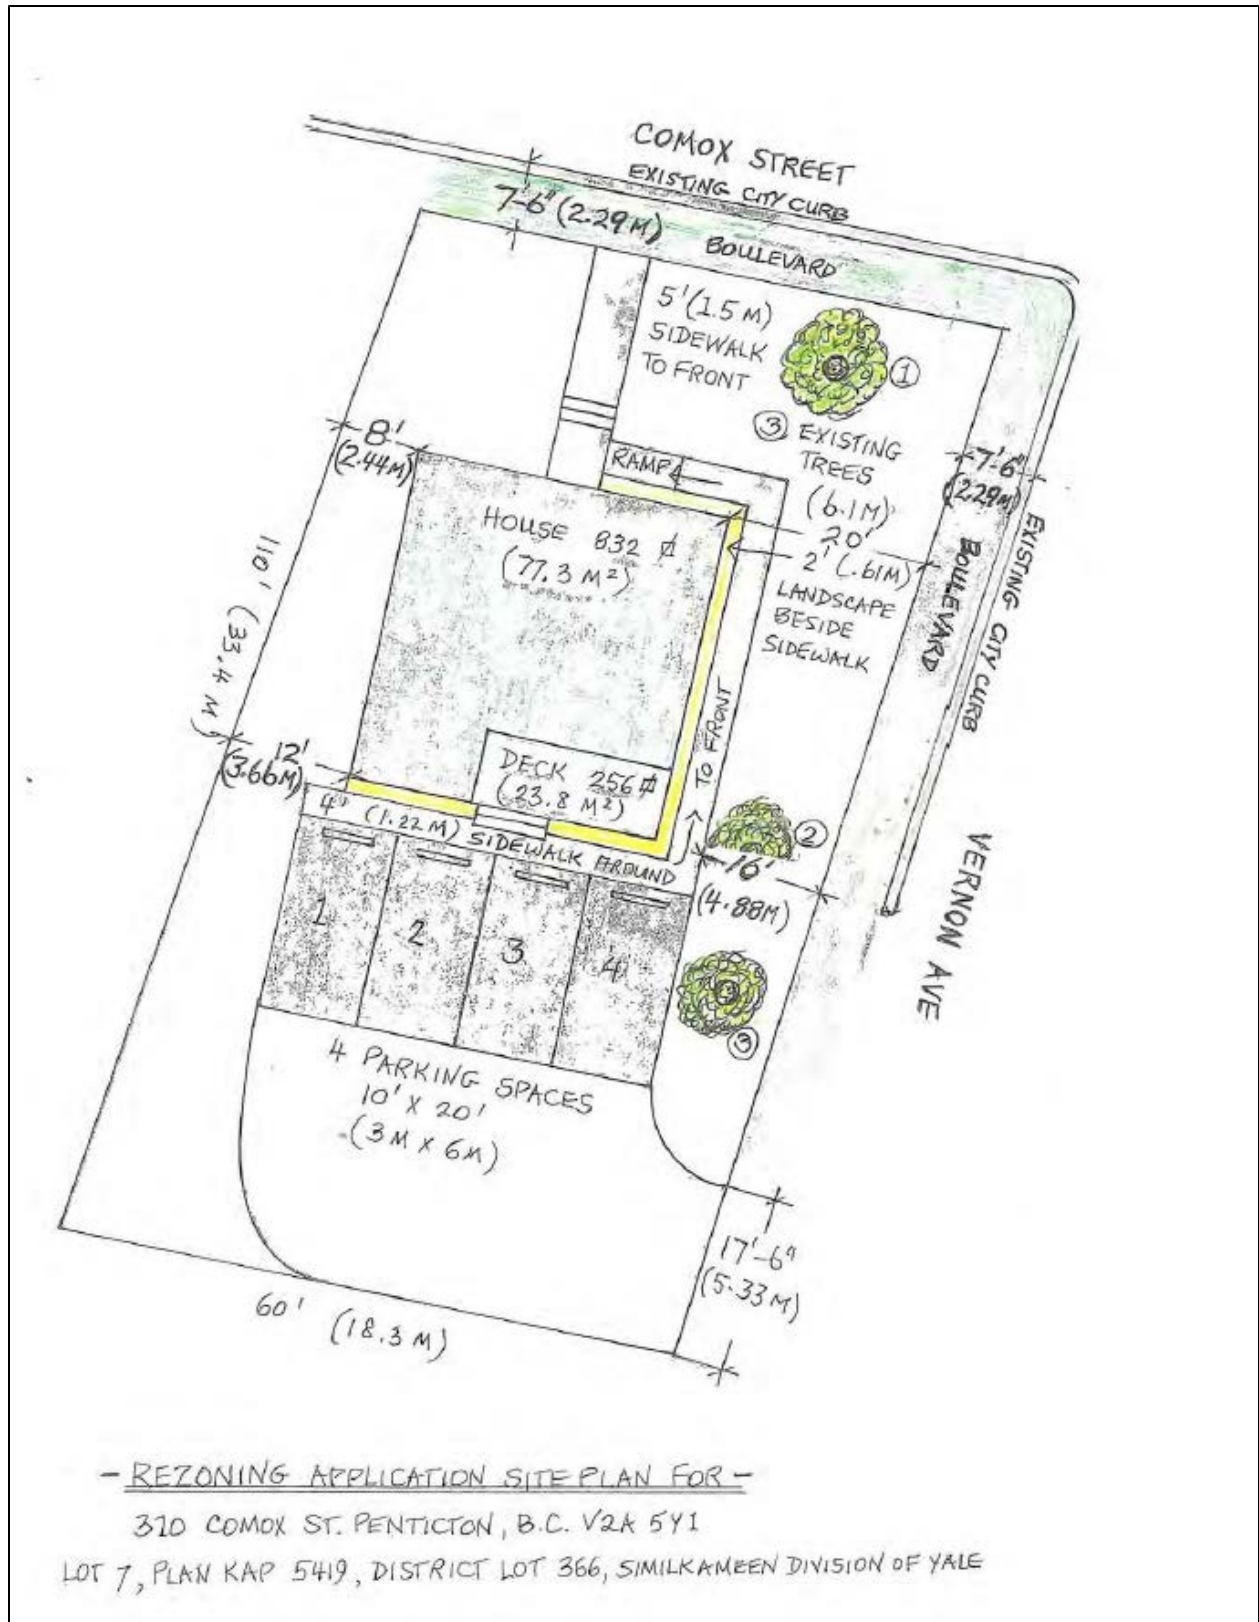 COMOX STREET
EXISTING CITY CURB
7'-6" (2.29 M)
BOULEVARD
5' (1.5 M)
SIDEWALK
TO FRONT
①
③ EXISTING
TREES
RAMP
8'
(2.44M)
7'-6"
(2.29M)
(6.1M)
20'
2' (.61M)
LANDSCAPE
BESIDE
SIDEWALK
HOUSE 832 ⏍
(77.3 M²)
BOULEVARD
EXISTING CITY CURB
110' (33.4 M)
TO FRONT
12'
(3.66M)
DECK 256 ⏍
(23.8 M²)
4' (1.22 M) SIDEWALK AROUND
②
16'
(4.88M)
VERNON AVE
1
2
3
4
③
4 PARKING SPACES
10' X 20'
(3M X 6M)
17'-6"
(5.33M)
60' (18.3 M)
- REZONING APPLICATION SITE PLAN FOR -
310 COMOX ST. PENTICTON, B.C. V2A 5Y1
LOT 7, PLAN KAP 5419, DISTRICT LOT 366, SIMILKAMEEN DIVISION OF YALE